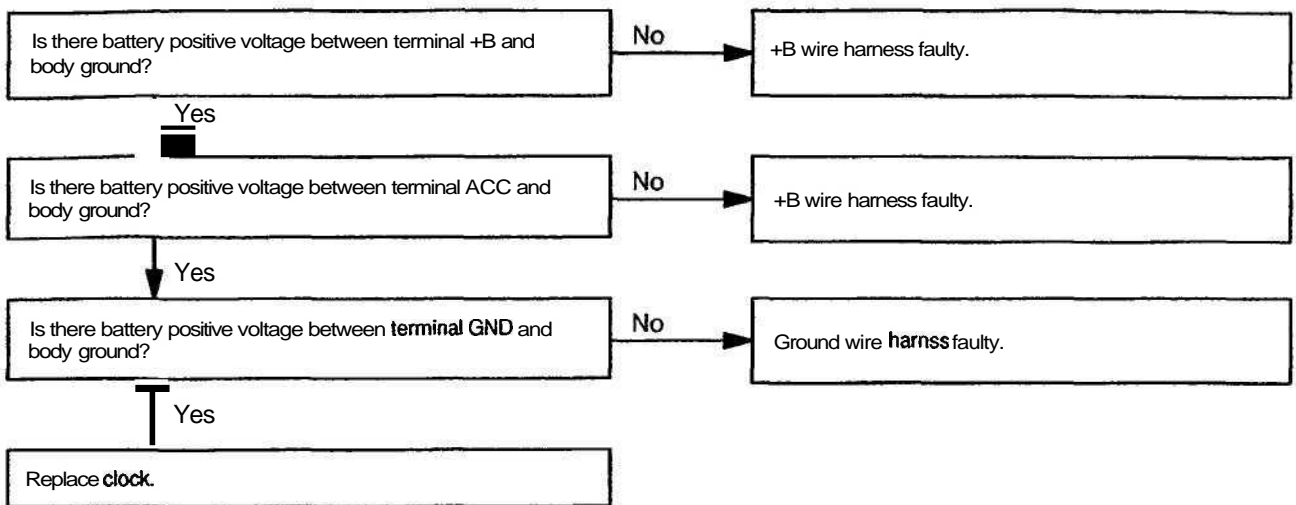 Is there battery positive voltage between terminal +B and
body ground?
No
+B wire harness faulty.
Yes
Is there battery positive voltage between terminal ACC and
body ground?
No
+B wire harness faulty.
Yes
Is there battery positive voltage between terminal GND and
body ground?
No
Ground wire harnss faulty.
Yes
Replace clock.